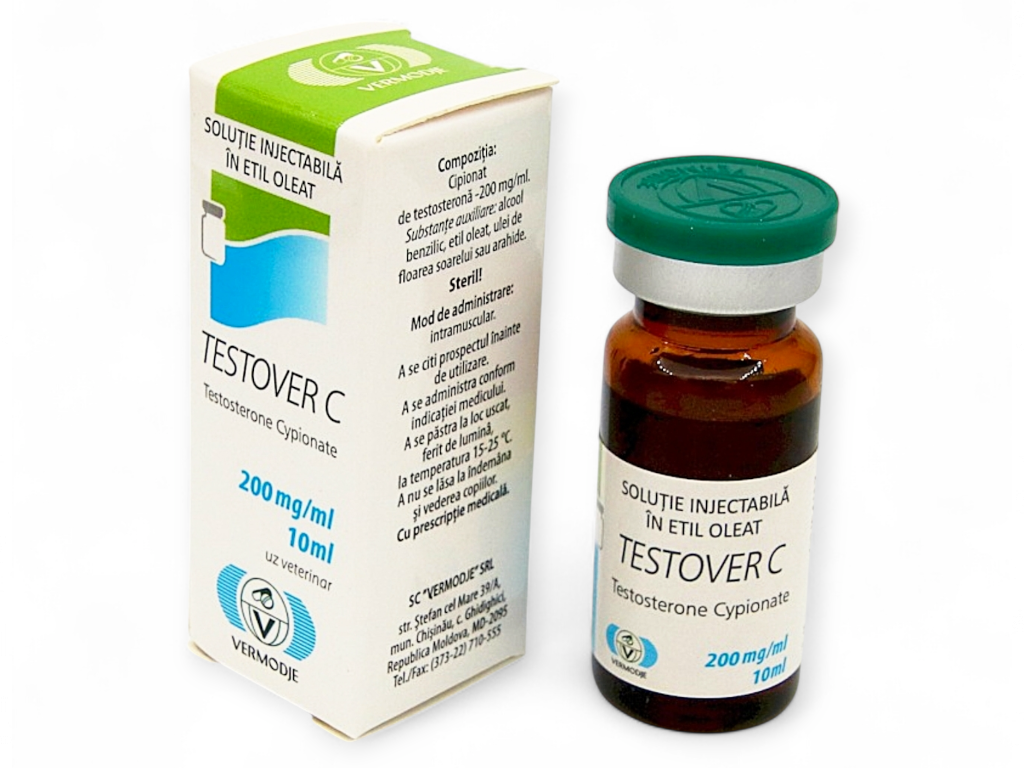 VERMODJE
SOLUȚIE INJECTABILĂ
ÎN ETIL OLEAT
TESTOVER C
Testosterone Cypionate
200 mg/ml
10ml
uz veterinar
VERMODJE
Compoziția:
Cipionat
de testosteronă -200 mg/ml.
Substanțe auxiliare: alcool
benzilic, etil oleat, ulei de
floarea soarelui sau arahide.
Steril!
Mod de administrare:
intramuscular.
A se citi prospectul înainte
de utilizare.
A se administra conform
indicației medicului.
A se păstra la loc uscat,
ferit de lumină,
la temperatura 15-25 °C.
A nu se lăsa la îndemâna
și vederea copiilor.
Cu prescripție medicală.
SC "VERMODJE" SRL
str. Ștefan cel Mare 39/A,
mun. Chișinău, c. Ghidighici,
Republica Moldova, MD-2095
Tel./Fax: (373-22) 710-555
SOLUȚIE INJECTABILĂ
ÎN ETIL OLEAT
TESTOVER C
Testosterone Cypionate
200 mg/ml
10ml
VERMODJE